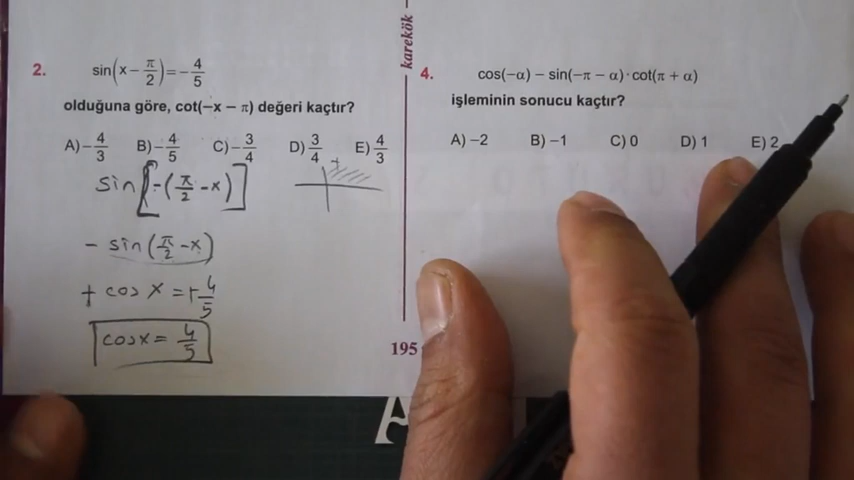 2. sin(x − π/2) = −4/5
olduğuna göre, cot(−x − π) değeri kaçtır?
A) −4/3 B) −4/5 C) −3/4 D) 3/4 E) 4/3
sin[−(π/2 − x)]
− sin(π/2 − x)
+ cos x = + 4/5
cosx = 4/5
karekök
195
4. cos(−α) − sin(−π − α) · cot(π + α)
işleminin sonucu kaçtır?
A) −2 B) −1 C) 0 D) 1 E) 2